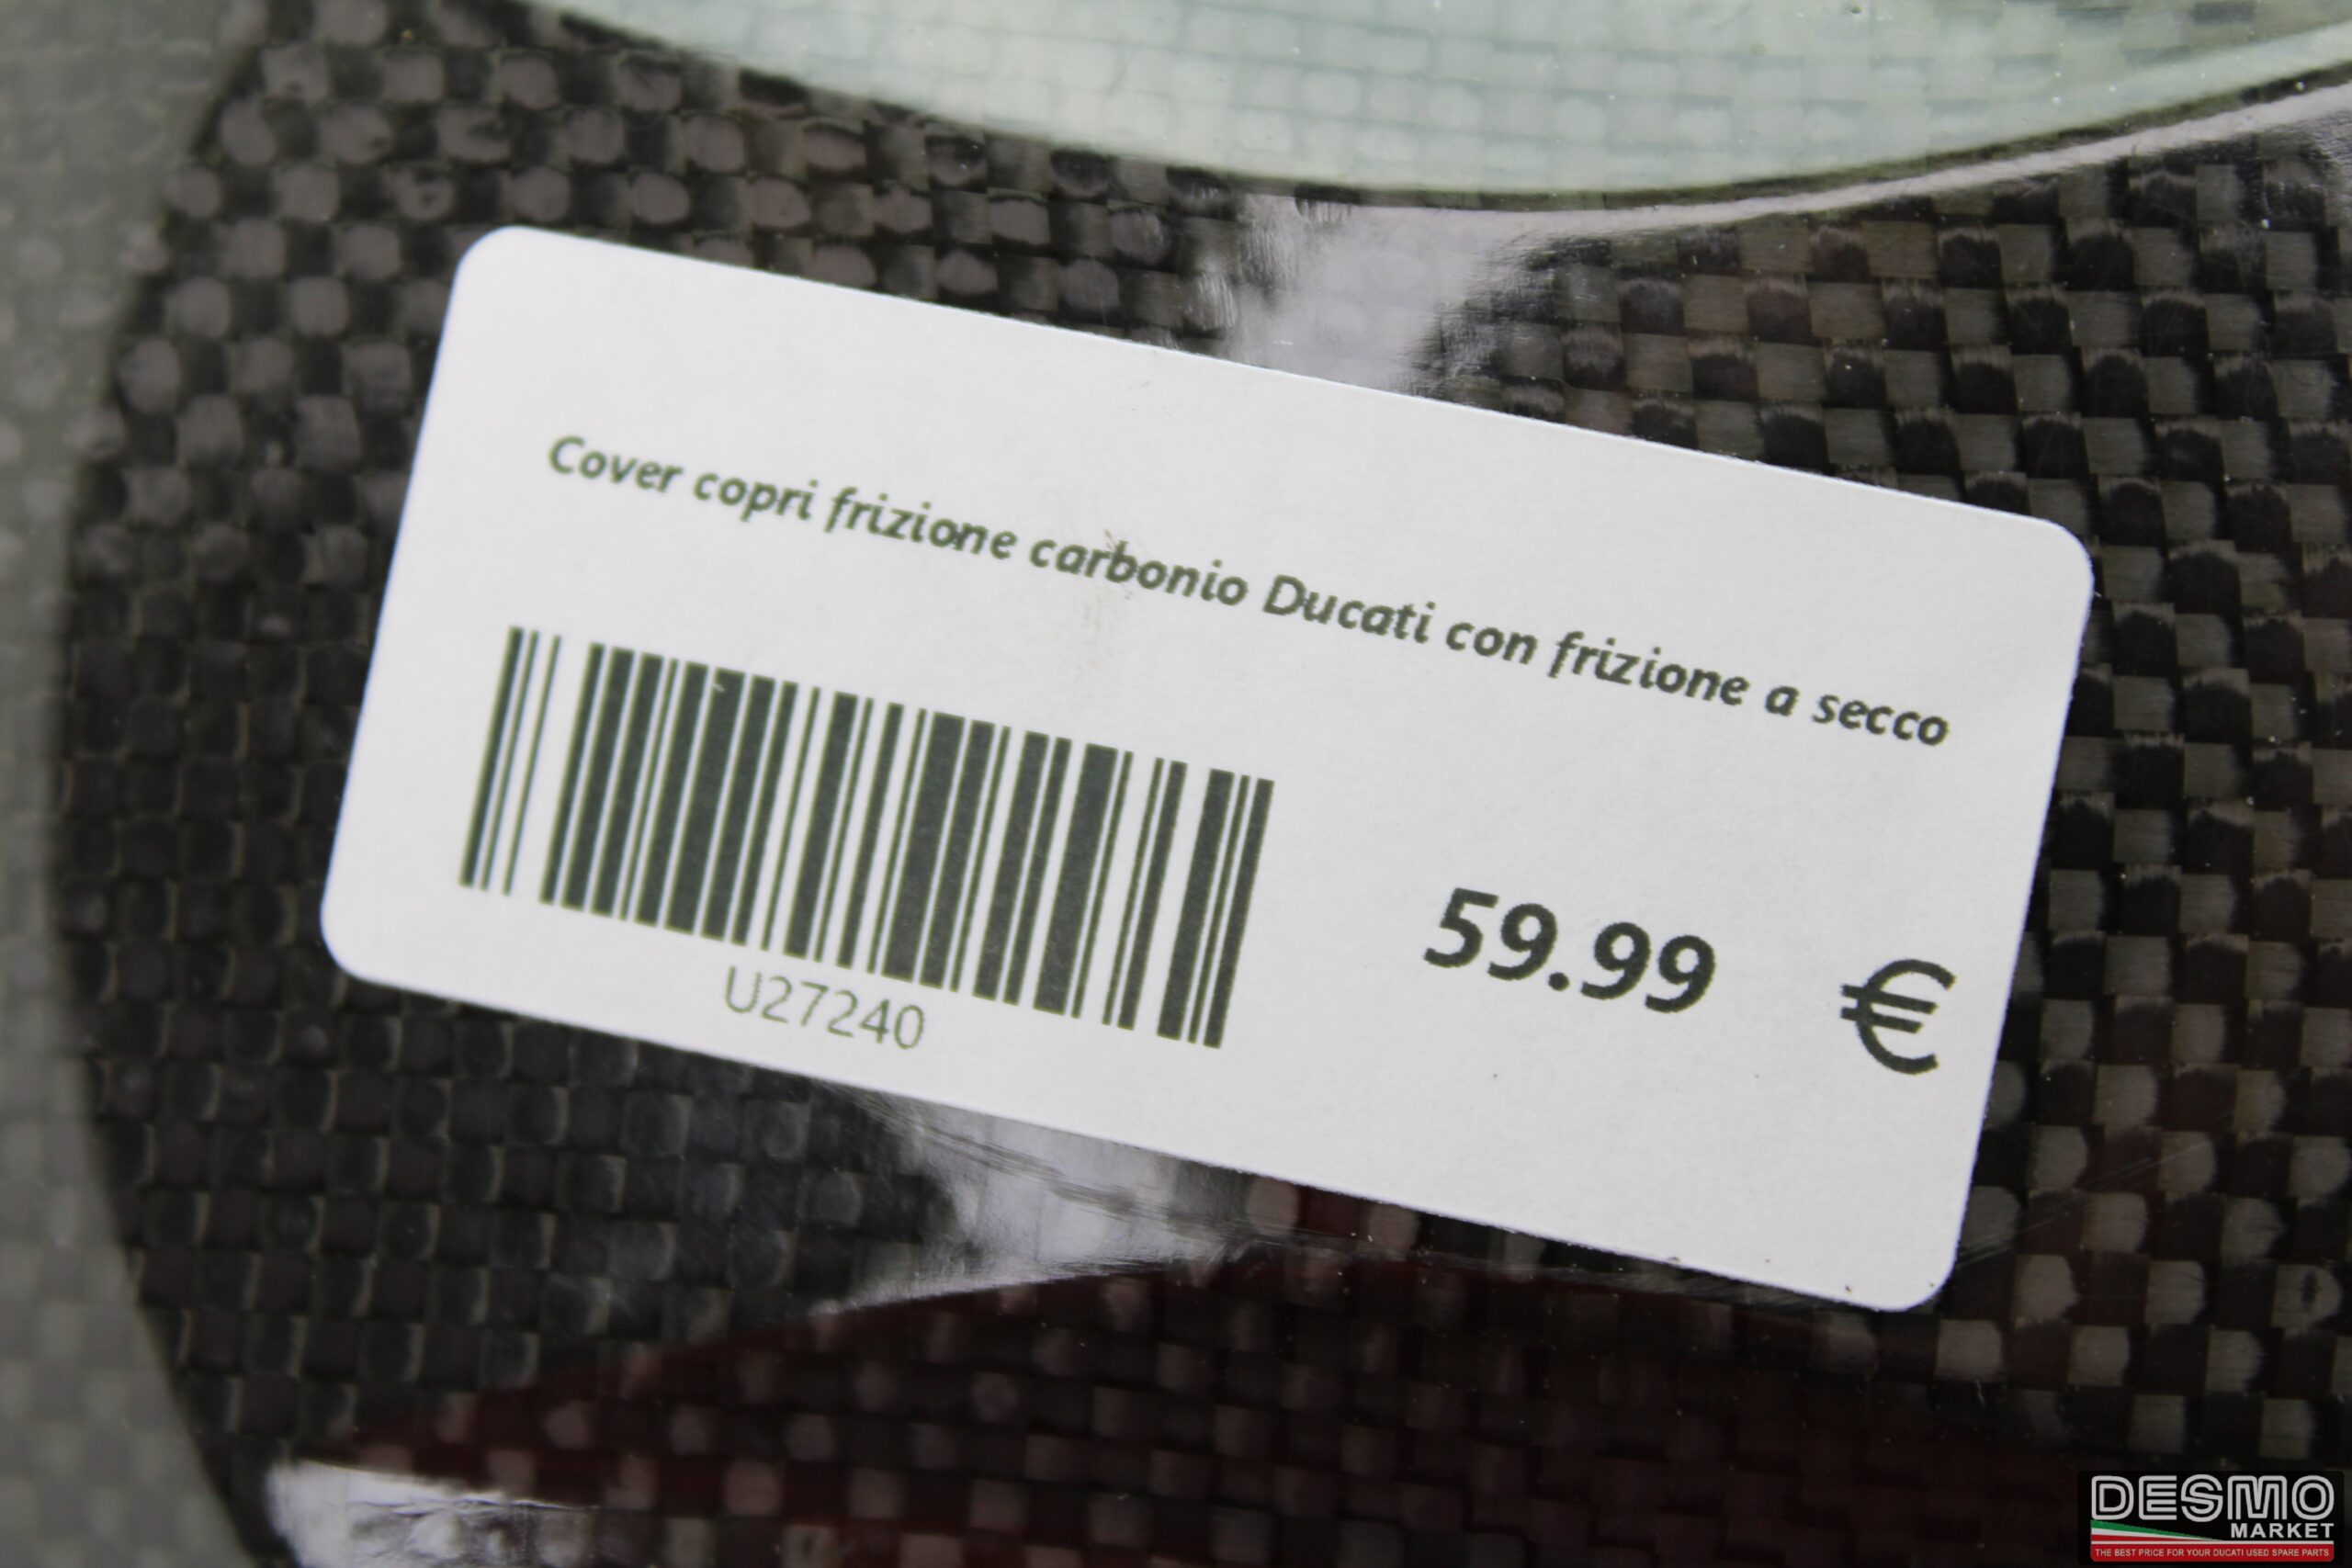 Cover copri frizione carbonio Ducati con frizione a secco
59.99 €
U27240
DESMO
MARKET
THE BEST PRICE FOR YOUR DUCATI USED SPARE PARTS